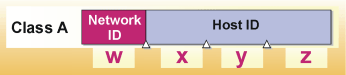 Class A
Network ID
Host ID
w x y z